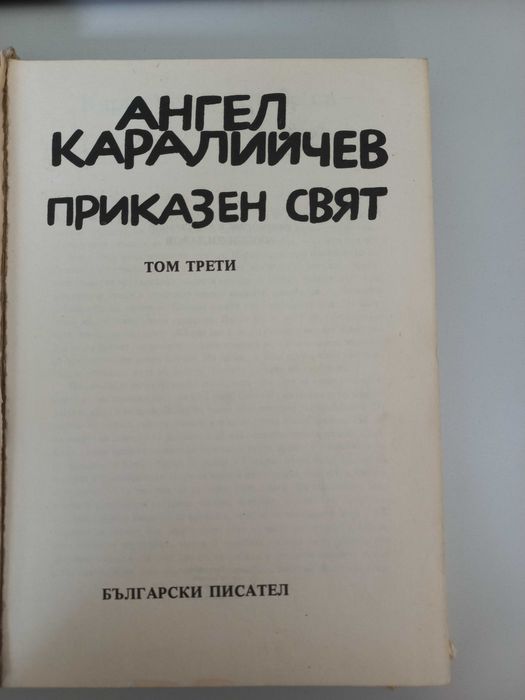 АНГЕЛ
КАРАЛИЙЧЕВ
ПРИКАЗЕН СВЯТ
ТОМ ТРЕТИ
БЪЛГАРСКИ ПИСАТЕЛ